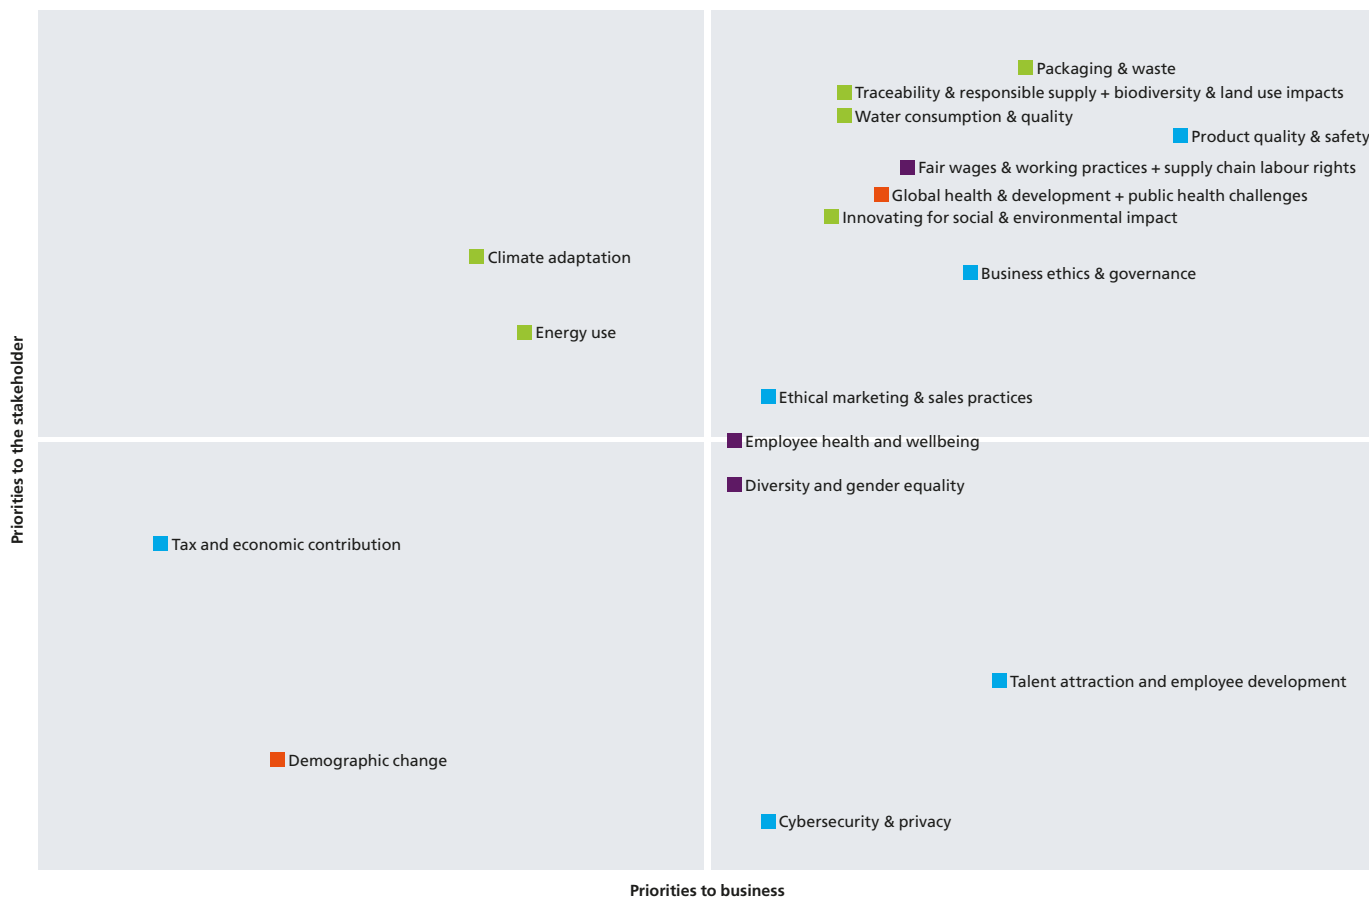 Packaging & waste
Traceability & responsible supply + biodiversity & land use impacts
Water consumption & quality
Product quality & safety
Fair wages & working practices + supply chain labour rights
Global health & development + public health challenges
Innovating for social & environmental impact
Climate adaptation
Business ethics & governance
Energy use
Priorities to the stakeholder
Ethical marketing & sales practices
Employee health and wellbeing
Diversity and gender equality
Tax and economic contribution
Talent attraction and employee development
Demographic change
Cybersecurity & privacy
Priorities to business